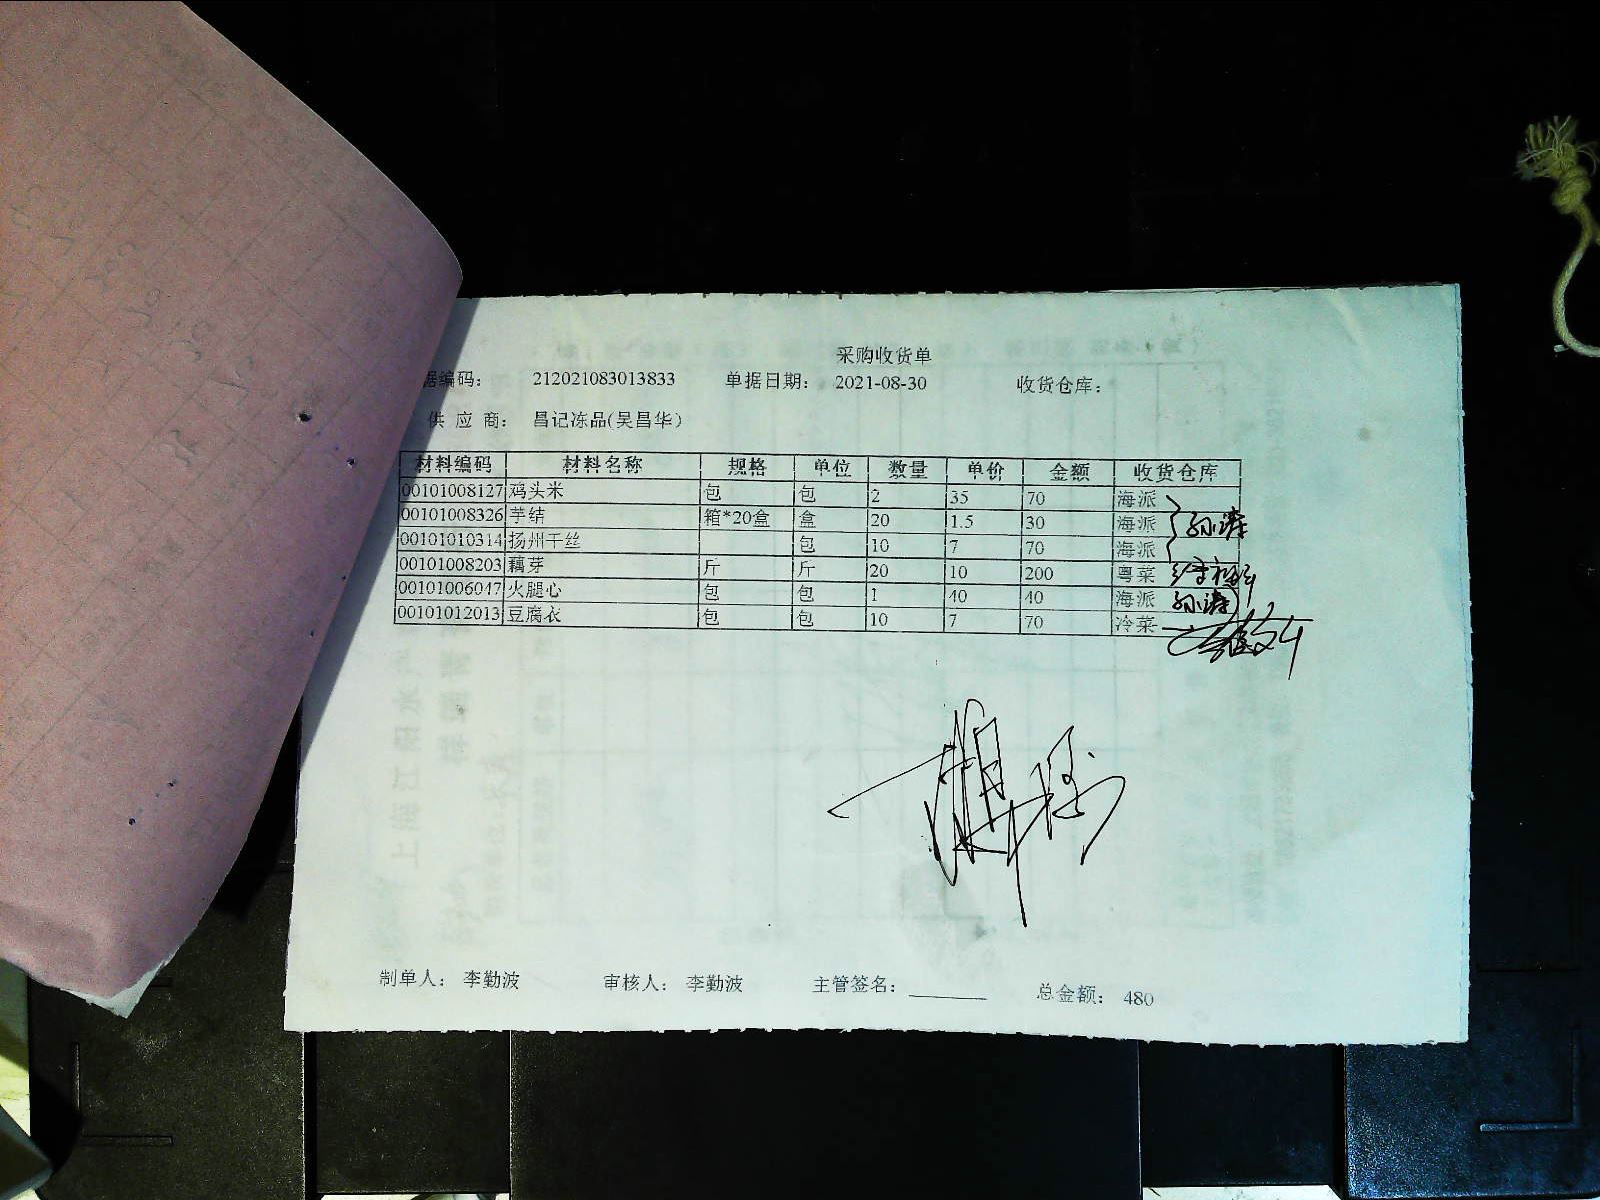 采购收货单
据编码： 212021083013833 单据日期： 2021-08-30 收货仓库：
供 应 商： 昌记冻品(吴昌华)
材料编码 材料名称 规格 单位 数量 单价 金额 收货仓库
00101008127 鸡头米 包 包 2 35 70 海派
00101008326 芋结 箱*20盒 盒 20 1.5 30 海派
孙涛
00101010314 扬州干丝 包 10 7 70 海派
00101008203 藕芽 斤 斤 20 10 200 粤菜
00101006047 火腿心 包 包 1 40 40 海派 孙涛
00101012013 豆腐衣 包 包 10 7 70 冷菜
制单人： 李勤波 审核人： 李勤波 主管签名： 总金额： 480